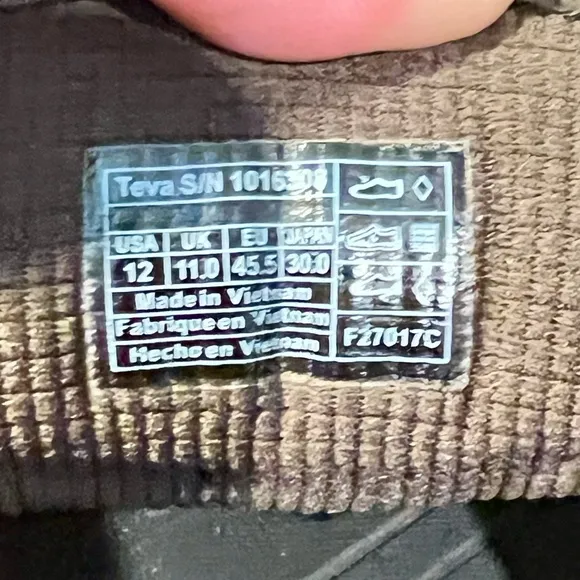 Teva S/N
USA UK EU JAPAN
12 11.0 45.5 30.0
Made in Vietnam
Fabrique en Vietnam
Hecho en Vietnam
F27017C